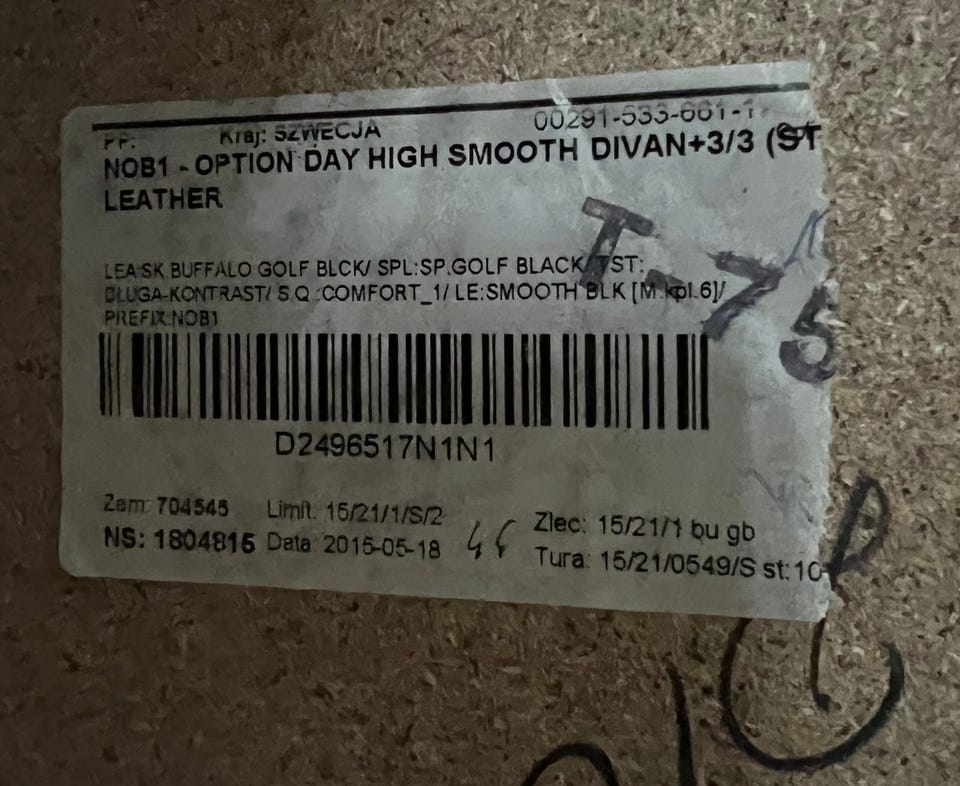 PP: Kraj: SZWECJA 00291-533-661-1
NOB1 - OPTION DAY HIGH SMOOTH DIVAN+3/3 (ST
LEATHER
LEA:SK.BUFFALO GOLF BLCK/ SPL:SP.GOLF BLACK/TST:
DLUGA-KONTRAST/ S.Q.:COMFORT_1/ LE:SMOOTH BLK [M.kpl.6]/
PREFIX:NOB1
T-75
D2496517N1N1
Zam: 704545 Limit: 15/21/1/S/2 Zlec: 15/21/1 bu gb
NS: 1804815 Data: 2015-05-18 46 Tura: 15/21/0549/S st:10